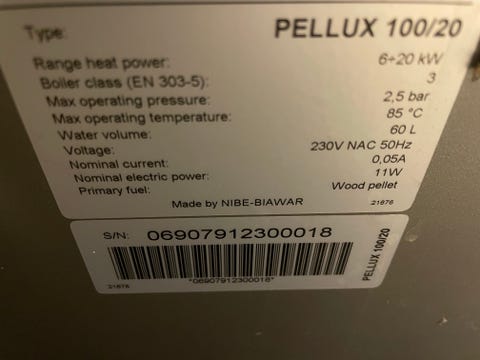 Type: PELLUX 100/20
Range heat power: 6÷20 kW
Boiler class (EN 303-5): 3
Max operating pressure: 2,5 bar
Max operating temperature: 85 °C
Water volume: 60 L
Voltage: 230V NAC 50Hz
Nominal current: 0,05A
Nominal electric power: 11W
Primary fuel: Wood pellet
Made by NIBE-BIAWAR 21676
S/N: 06907912300018
*06907912300018*
21676
PELLUX 100/20